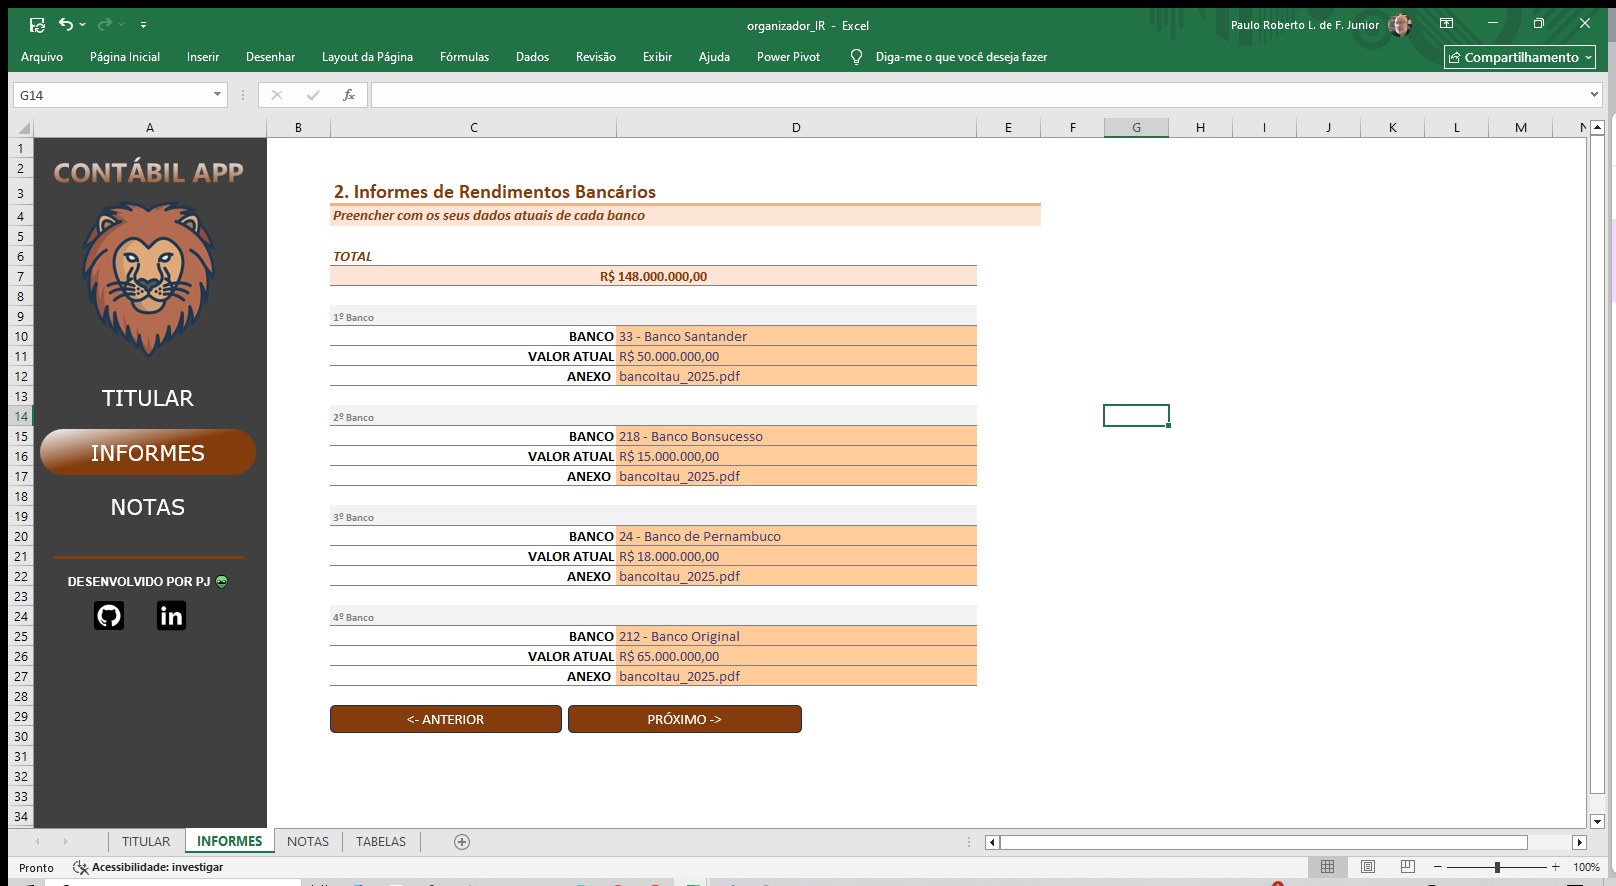 organizador_IR - Excel
Paulo Roberto L. de F. Junior
Arquivo Página Inicial Inserir Desenhar Layout da Página Fórmulas Dados Revisão Exibir Ajuda Power Pivot Diga-me o que você deseja fazer Compartilhamento
G14 fx
A B C D E F G H I J K L M N
1
2
3
4
5
6
7
8
9
10
11
12
13
14
15
16
17
18
19
20
21
22
23
24
25
26
27
28
29
30
31
32
33
34
CONTÁBIL APP
TITULAR
INFORMES
NOTAS
DESENVOLVIDO POR PJ
in
2. Informes de Rendimentos Bancários
Preencher com os seus dados atuais de cada banco
TOTAL
R$ 148.000.000,00
1º Banco
BANCO 33 - Banco Santander
VALOR ATUAL R$ 50.000.000,00
ANEXO bancoItau_2025.pdf
2º Banco
BANCO 218 - Banco Bonsucesso
VALOR ATUAL R$ 15.000.000,00
ANEXO bancoItau_2025.pdf
3º Banco
BANCO 24 - Banco de Pernambuco
VALOR ATUAL R$ 18.000.000,00
ANEXO bancoItau_2025.pdf
4º Banco
BANCO 212 - Banco Original
VALOR ATUAL R$ 65.000.000,00
ANEXO bancoItau_2025.pdf
<- ANTERIOR PRÓXIMO ->
TITULAR INFORMES NOTAS TABELAS
Pronto Acessibilidade: investigar 100%